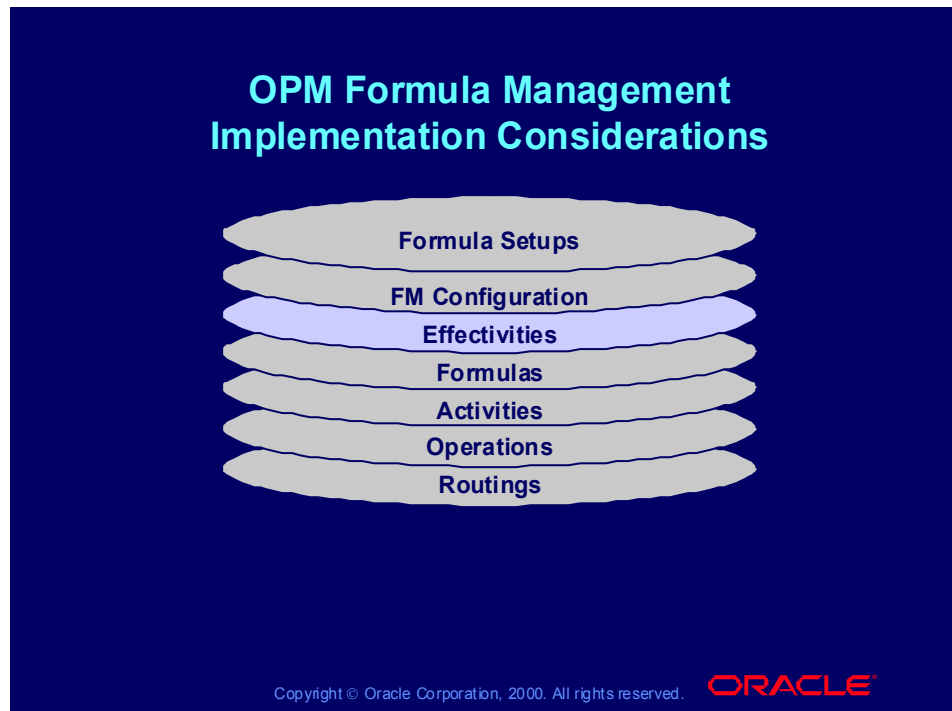 OPM Formula Management
Implementation Considerations
Formula Setups
FM Configuration
Effectivities
Formulas
Activities
Operations
Routings
Copyright © Oracle Corporation, 2000. All rights reserved.
ORACLE®